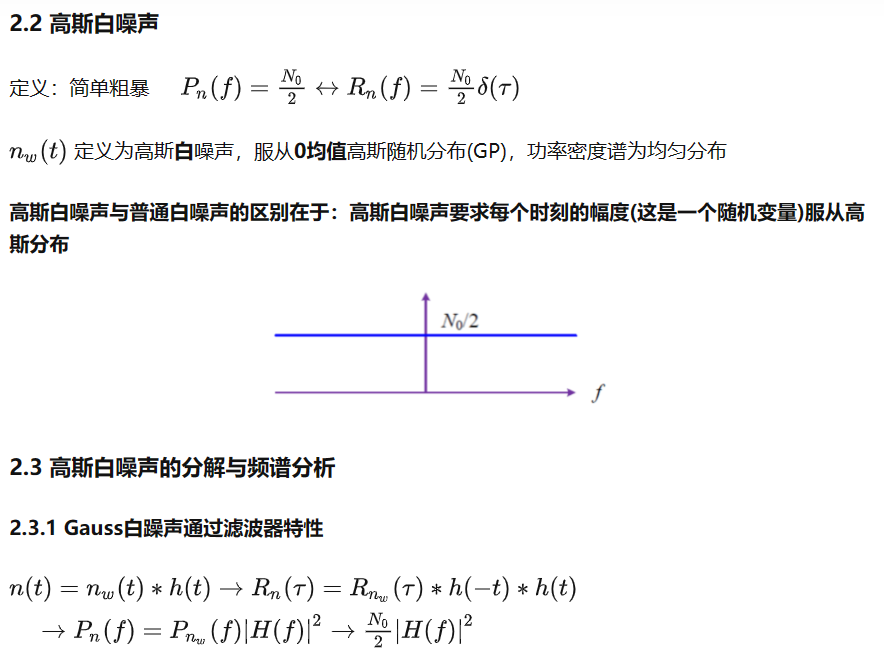 2.2 高斯白噪声
定义：简单粗暴 $P_n(f) = \frac{N_0}{2} \leftrightarrow R_n(f) = \frac{N_0}{2}\delta(\tau)$
$n_w(t)$ 定义为高斯白噪声，服从0均值高斯随机分布(GP)，功率密度谱为均匀分布
高斯白噪声与普通白噪声的区别在于：高斯白噪声要求每个时刻的幅度(这是一个随机变量)服从高
斯分布
$N_0/2$
$f$
2.3 高斯白噪声的分解与频谱分析
2.3.1 Gauss白躁声通过滤波器特性
$n(t) = n_w(t) * h(t) \rightarrow R_n(\tau) = R_{n_w}(\tau) * h(-t) * h(t)$
$\rightarrow P_n(f) = P_{n_w}(f)|H(f)|^2 \rightarrow \frac{N_0}{2}|H(f)|^2$